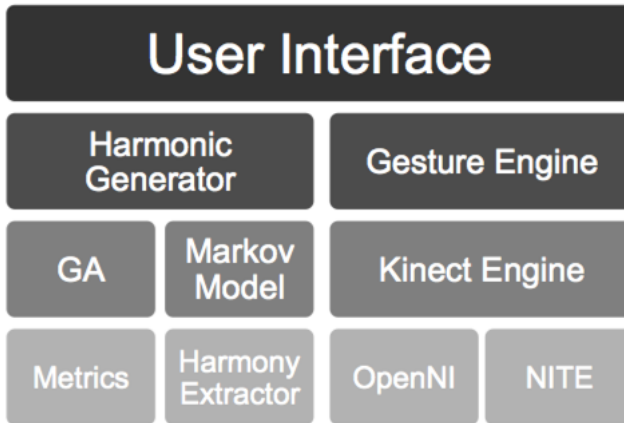 User Interface
Harmonic
Generator
Gesture Engine
GA
Markov
Model
Kinect Engine
Metrics
Harmony
Extractor
OpenNI
NITE